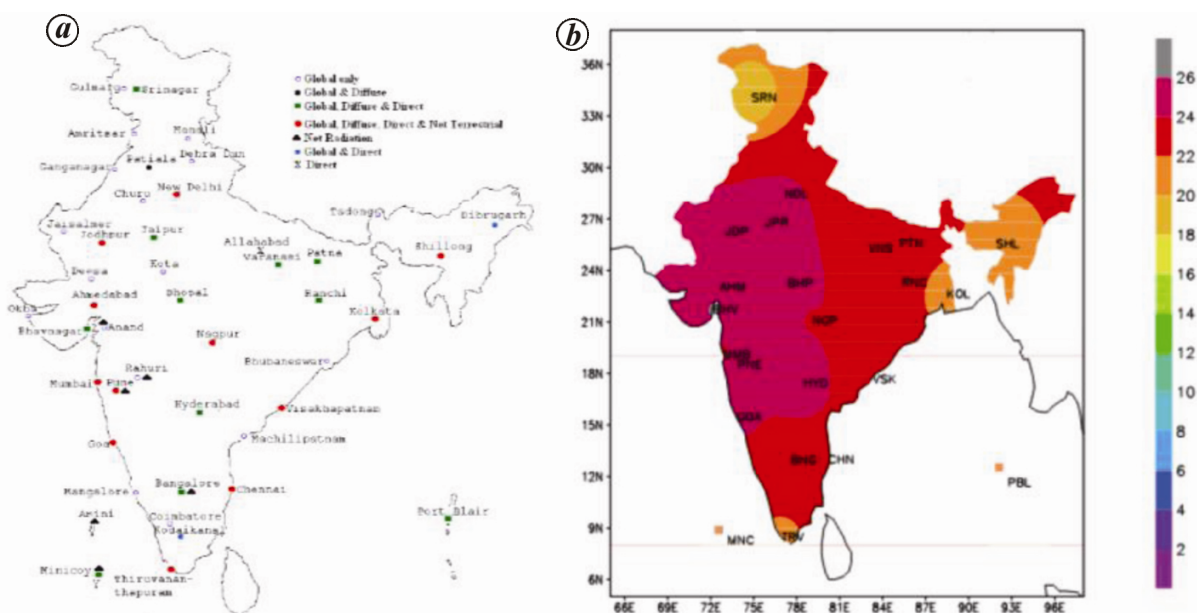 a
Global only
Global & Diffuse
Global, Diffuse & Direct
Global, Diffuse, Direct & Net Terrestrial
Net Radiation
Global & Direct
Direct
Gulmarg
Srinagar
Amritsar
Manali
Ganganagar
Patiala
Dehra Dun
Churu
New Delhi
Jaisalmer
Jodhpur
Jaipur
Tadong
Dibrugarh
Allahabad
Varanasi
Patna
Shillong
Deesa
Kota
Okha
Ahmedabad
Bhopal
Ranchi
Bhavnagar
Anand
Nagpur
Kolkata
Bhubaneswar
Mumbai
Pune
Rahuri
Hyderabad
Visakhapatnam
Goa
Machilipatnam
Mangalore
Bangalore
Chennai
Amini
Coimbatore
Kodaikanal
Port Blair
Minicoy
Thiruvanan-
thapuram
b
36N
33N
30N
27N
24N
21N
18N
15N
12N
9N
6N
66E
69E
72E
75E
78E
81E
84E
87E
90E
93E
96E
SRN
NDL
JDP
JPR
VNS
PTN
SHL
AHM
BHP
RNC
KOL
BHV
NGP
PNE
HYD
VSK
GOA
BNG
CHN
PBL
MNC
TRV
26
24
22
20
18
16
14
12
10
8
6
4
2